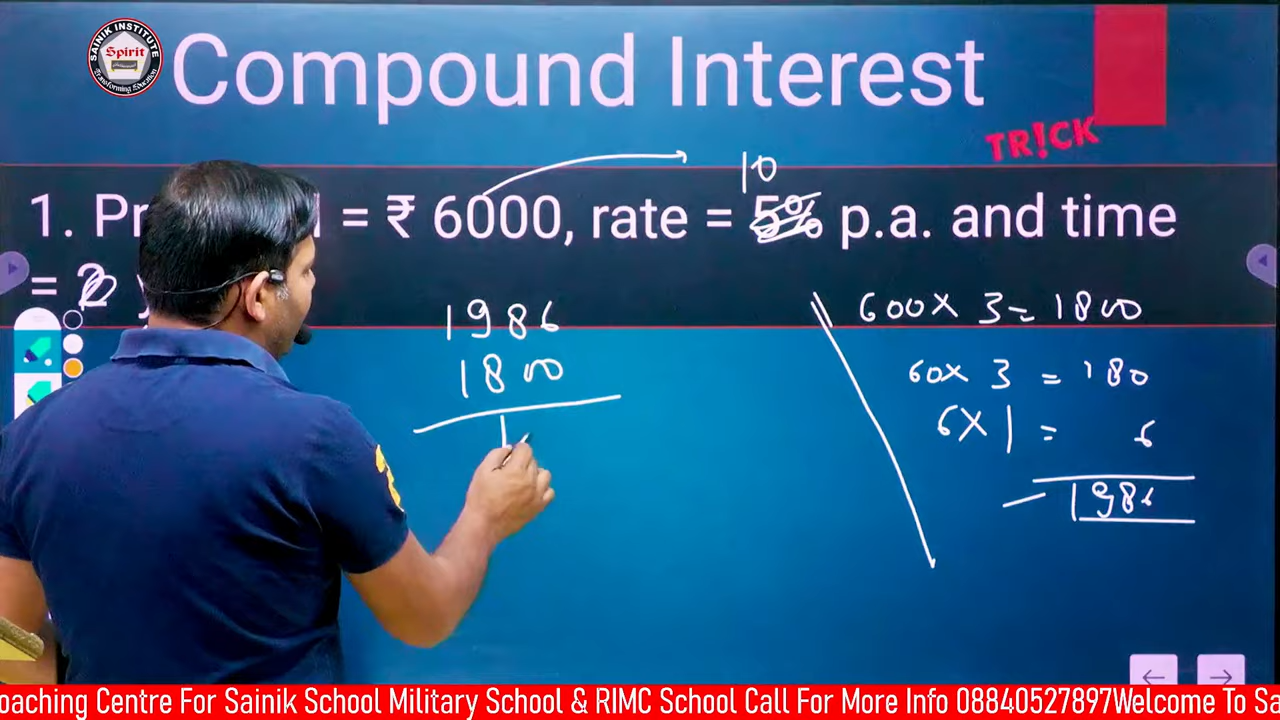 SAINIK INSTITUTE
Spirit
Transforming Education
Compound Interest
TR!CK
10
1. Pr = ₹ 6000, rate = 5% p.a. and time
= 2
1986
1800
1
600 x 3 = 1800
60 x 3 = 180
6 x 1 = 6
1986
oaching Centre For Sainik School Military School & RIMC School Call For More Info 08840527897Welcome To Sa